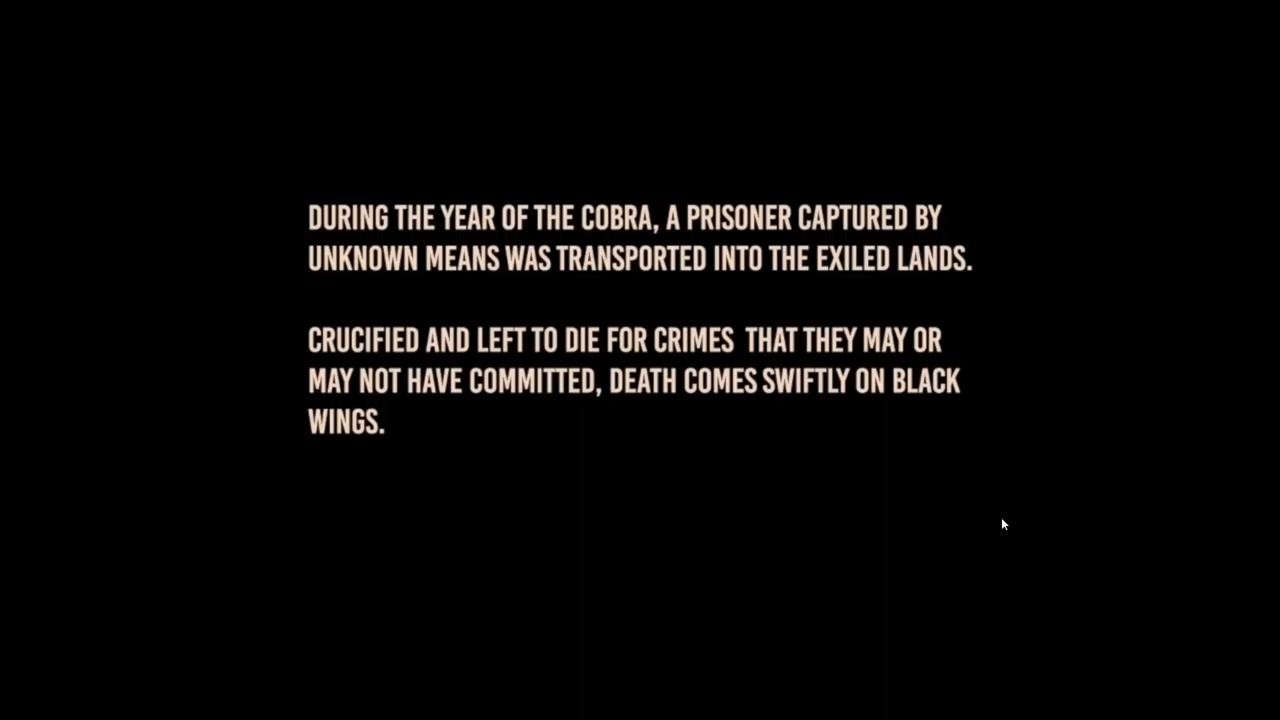 DURING THE YEAR OF THE COBRA, A PRISONER CAPTURED BY
UNKNOWN MEANS WAS TRANSPORTED INTO THE EXILED LANDS.
CRUCIFIED AND LEFT TO DIE FOR CRIMES THAT THEY MAY OR
MAY NOT HAVE COMMITTED, DEATH COMES SWIFTLY ON BLACK
WINGS.